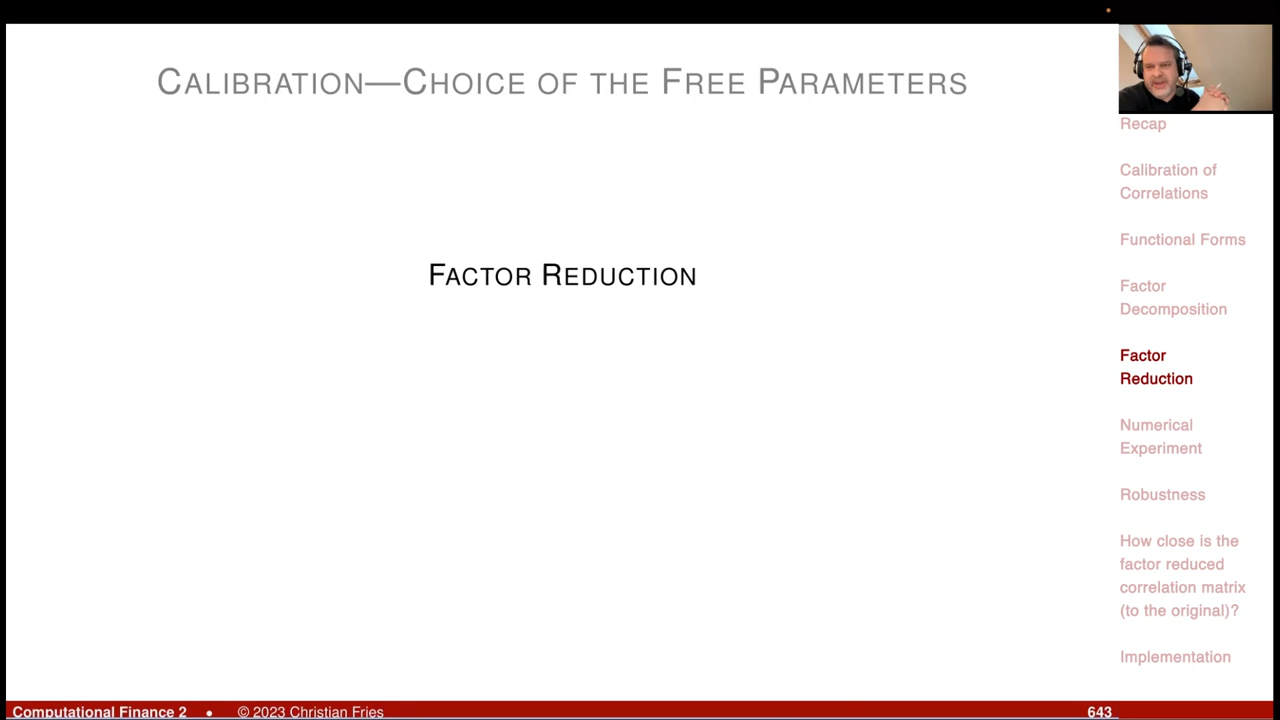 CALIBRATION—CHOICE OF THE FREE PARAMETERS
FACTOR REDUCTION
Recap
Calibration of
Correlations
Functional Forms
Factor
Decomposition
Factor
Reduction
Numerical
Experiment
Robustness
How close is the
factor reduced
correlation matrix
(to the original)?
Implementation
Computational Finance 2 • © 2023 Christian Fries 643